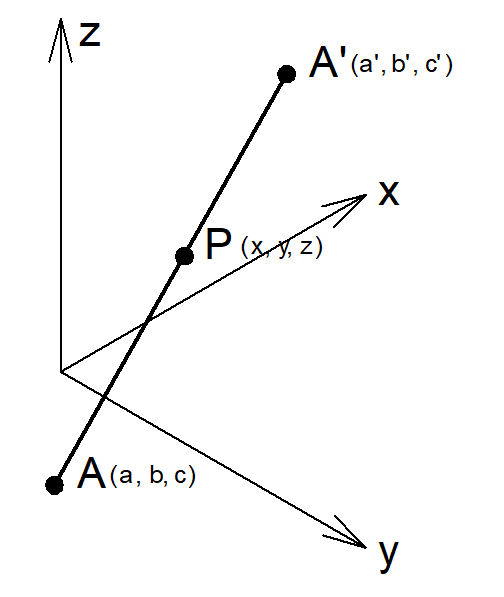 z
A' (a', b', c')
x
P (x, y, z)
A (a, b, c)
y